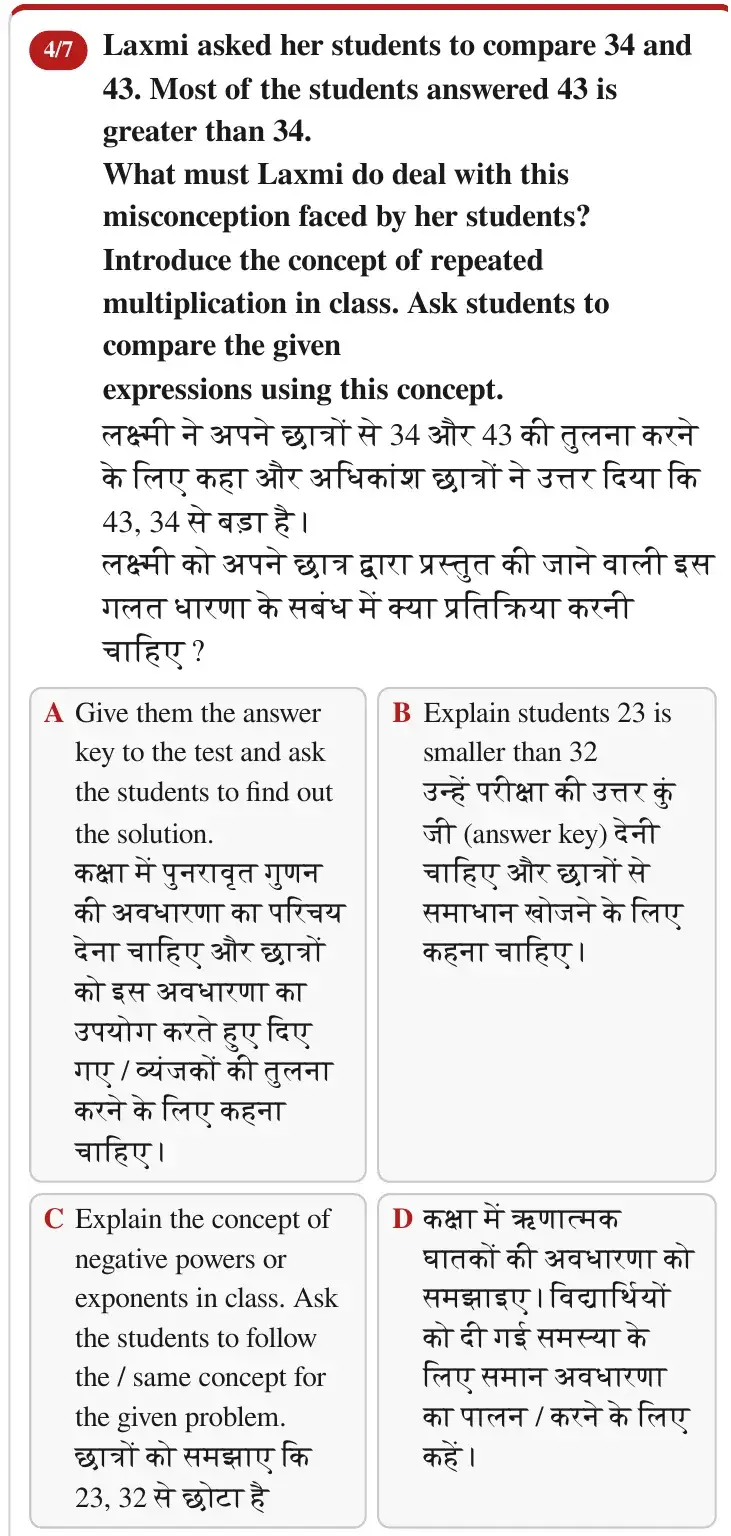 4/7 Laxmi asked her students to compare 34 and
43. Most of the students answered 43 is
greater than 34.
What must Laxmi do deal with this
misconception faced by her students?
Introduce the concept of repeated
multiplication in class. Ask students to
compare the given
expressions using this concept.
लक्ष्मी ने अपने छात्रों से 34 और 43 की तुलना करने
के लिए कहा और अधिकांश छात्रों ने उत्तर दिया कि
43, 34 से बड़ा है।
लक्ष्मी को अपने छात्र द्वारा प्रस्तुत की जाने वाली इस
गलत धारणा के सबंध में क्या प्रतिक्रिया करनी
चाहिए ?
A Give them the answer
key to the test and ask
the students to find out
the solution.
कक्षा में पुनरावृत गुणन
की अवधारणा का परिचय
देना चाहिए और छात्रों
को इस अवधारणा का
उपयोग करते हुए दिए
गए / व्यंजकों की तुलना
करने के लिए कहना
चाहिए।
B Explain students 23 is
smaller than 32
उन्हें परीक्षा की उत्तर कुं
जी (answer key) देनी
चाहिए और छात्रों से
समाधान खोजने के लिए
कहना चाहिए।
C Explain the concept of
negative powers or
exponents in class. Ask
the students to follow
the / same concept for
the given problem.
छात्रों को समझाए कि
23, 32 से छोटा है
D कक्षा में ऋणात्मक
घातकों की अवधारणा को
समझाइए। विद्यार्थियों
को दी गई समस्या के
लिए समान अवधारणा
का पालन / करने के लिए
कहें।